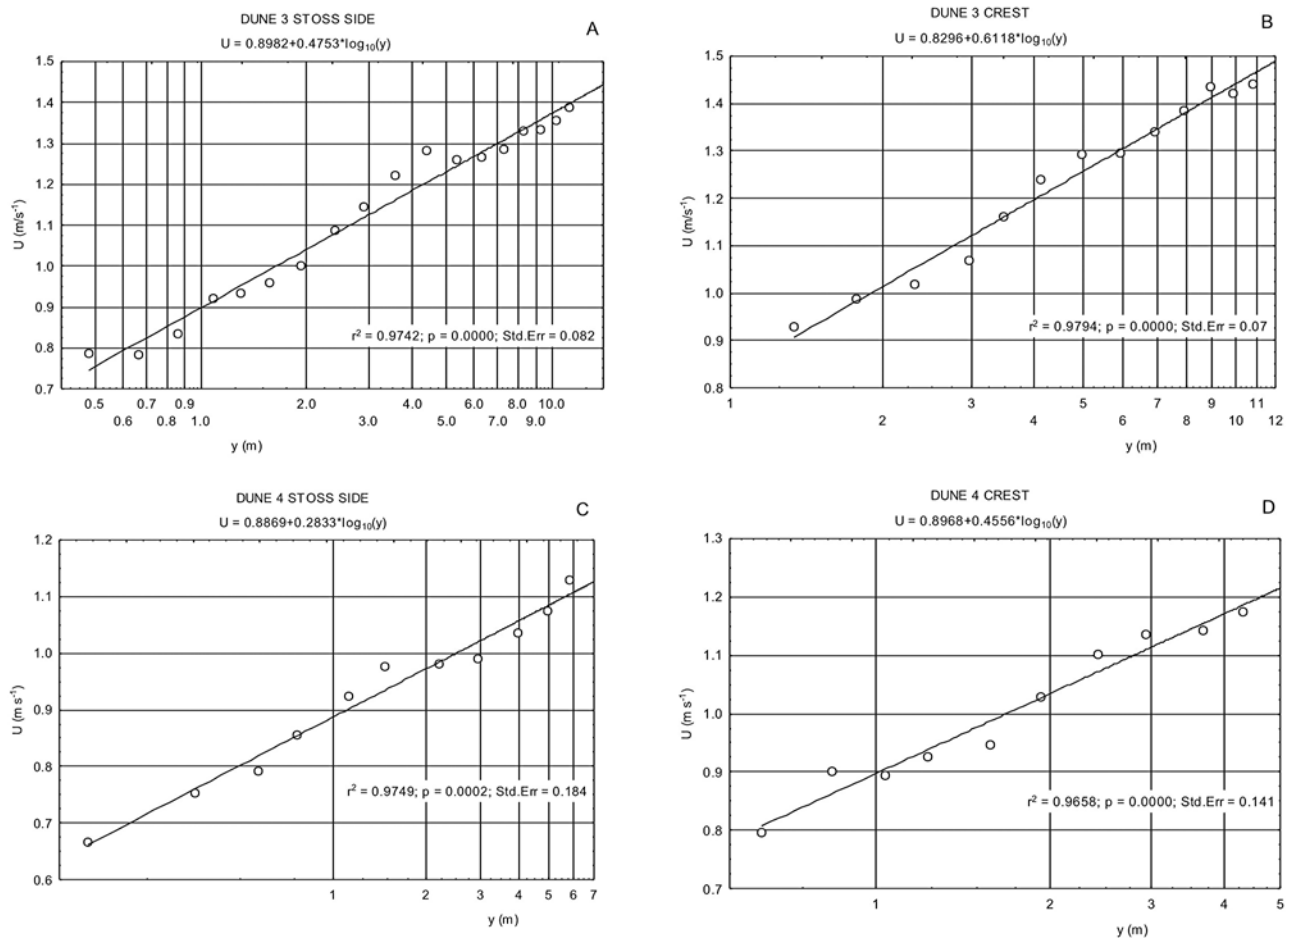 DUNE 3 STOSS SIDE
A
U = 0.8982+0.4753*log₁₀(y)
1.5
1.4
1.3
1.2
1.1
1.0
0.9
0.8
0.7
U (m/s⁻¹)
r² = 0.9742; p = 0.0000; Std.Err = 0.082
0.5 0.7 0.9 2.0 4.0 6.0 8.0 10.0
0.6 0.8 1.0 3.0 5.0 7.0 9.0
y (m)
DUNE 3 CREST
B
U = 0.8296+0.6118*log₁₀(y)
1.5
1.4
1.3
1.2
1.1
1.0
0.9
0.8
U (m/s⁻¹)
r² = 0.9794; p = 0.0000; Std.Err = 0.07
1 3 5 7 9 11
2 4 6 8 10 12
y (m)
DUNE 4 STOSS SIDE
C
U = 0.8869+0.2833*log₁₀(y)
1.2
1.1
1.0
0.9
0.8
0.7
0.6
U (m s⁻¹)
r² = 0.9749; p = 0.0002; Std.Err = 0.184
1 2 3 4 5 6 7
y (m)
DUNE 4 CREST
D
U = 0.8968+0.4556*log₁₀(y)
1.3
1.2
1.1
1.0
0.9
0.8
0.7
U (m s⁻¹)
r² = 0.9658; p = 0.0000; Std.Err = 0.141
1 2 3 4 5
y (m)